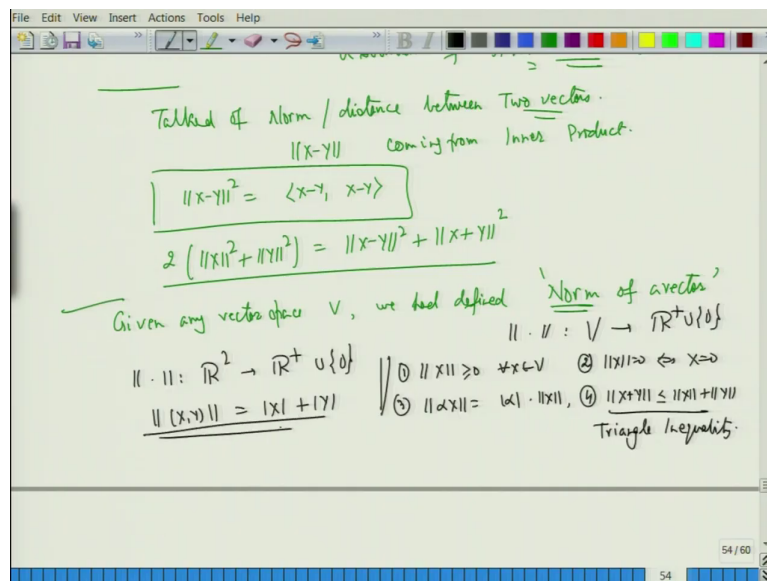 File Edit View Insert Actions Tools Help
Talked of Norm / distance between Two vectors.
||x-y|| coming from Inner Product.
||x-y||² = ⟨x-y, x-y⟩
2 (||x||² + ||y||²) = ||x-y||² + ||x+y||²
Given any vector space V, we had defined 'Norm of a vector'
|| · || : V → ℝ⁺ ∪ {0}
|| · || : ℝ² → ℝ⁺ ∪ {0}
||(x,y)|| = |x| + |y|
① ||x|| ≥ 0 ∀ x ∈ V ② ||x|| = 0 ⇔ x = 0
③ ||αx|| = |α| · ||x||, ④ ||x+y|| ≤ ||x|| + ||y||
Triangle Inequality.
54 / 60
54